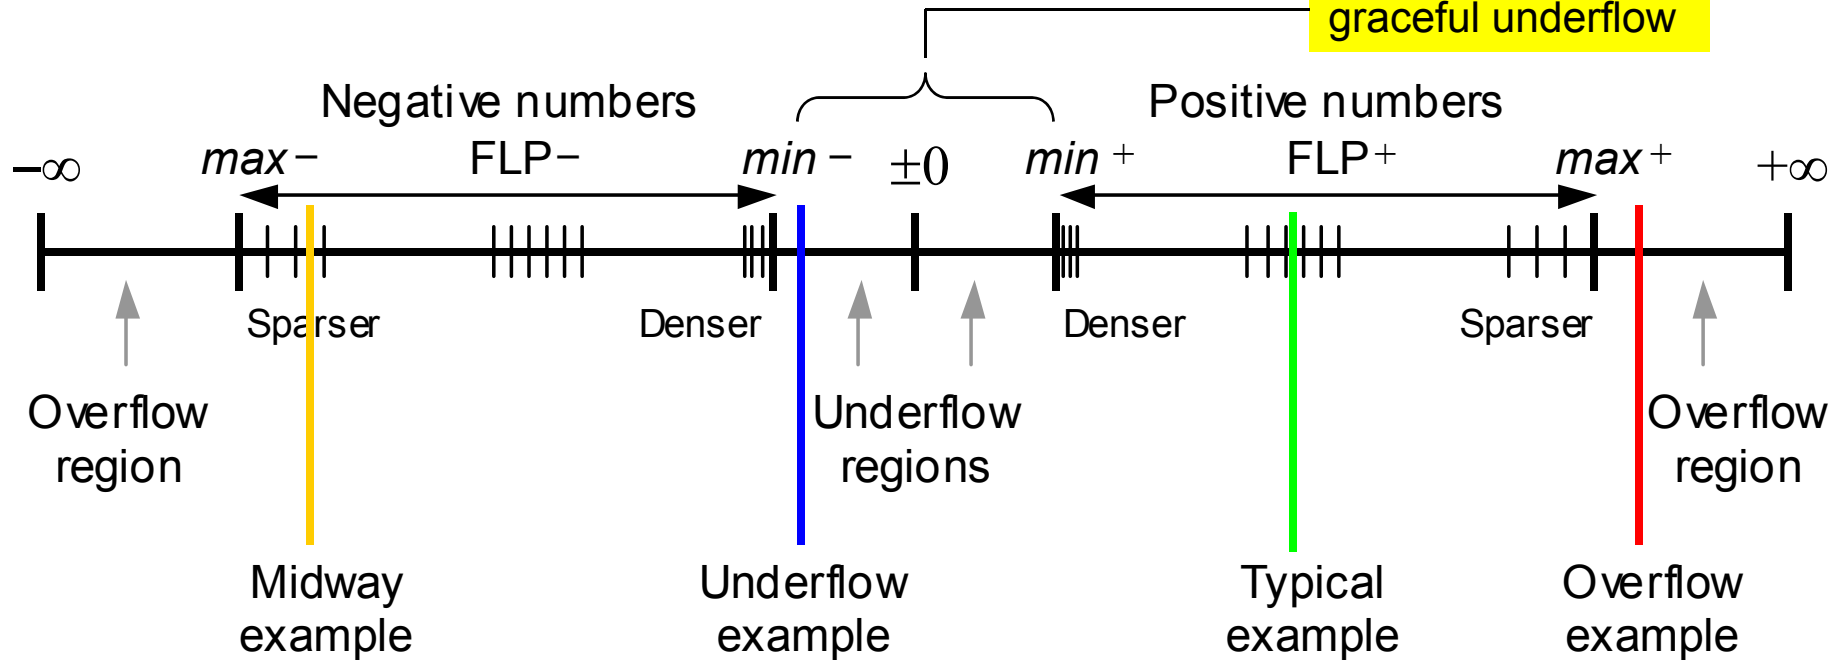 graceful underflow
Negative numbers
Positive numbers
−∞
max −
FLP −
min −
±0
min +
FLP +
max +
+∞
Sparser
Denser
Denser
Sparser
Overflow
region
Underflow
regions
Overflow
region
Midway
example
Underflow
example
Typical
example
Overflow
example